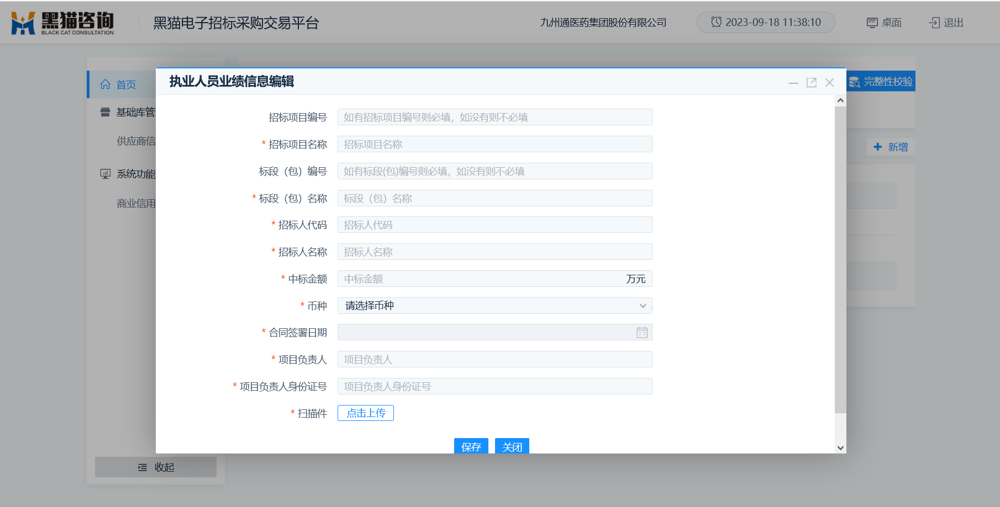 黑猫咨询
BLACK CAT CONSULTATION
黑猫电子招标采购交易平台
九州通医药集团股份有限公司
2023-09-18 11:38:10
桌面
退出
首页
基础库管
供应商信
系统功能
商业信用
收起
完整性校验
新增
执业人员业绩信息编辑
招标项目编号 如有招标项目编号则必填，如没有则不必填
* 招标项目名称 招标项目名称
标段（包）编号 如有标段(包)编号则必填，如没有则不必填
* 标段（包）名称 标段（包）名称
* 招标人代码 招标人代码
* 招标人名称 招标人名称
* 中标金额 中标金额 万元
* 币种 请选择币种
* 合同签署日期
* 项目负责人 项目负责人
* 项目负责人身份证号 项目负责人身份证号
* 扫描件 点击上传
保存 关闭